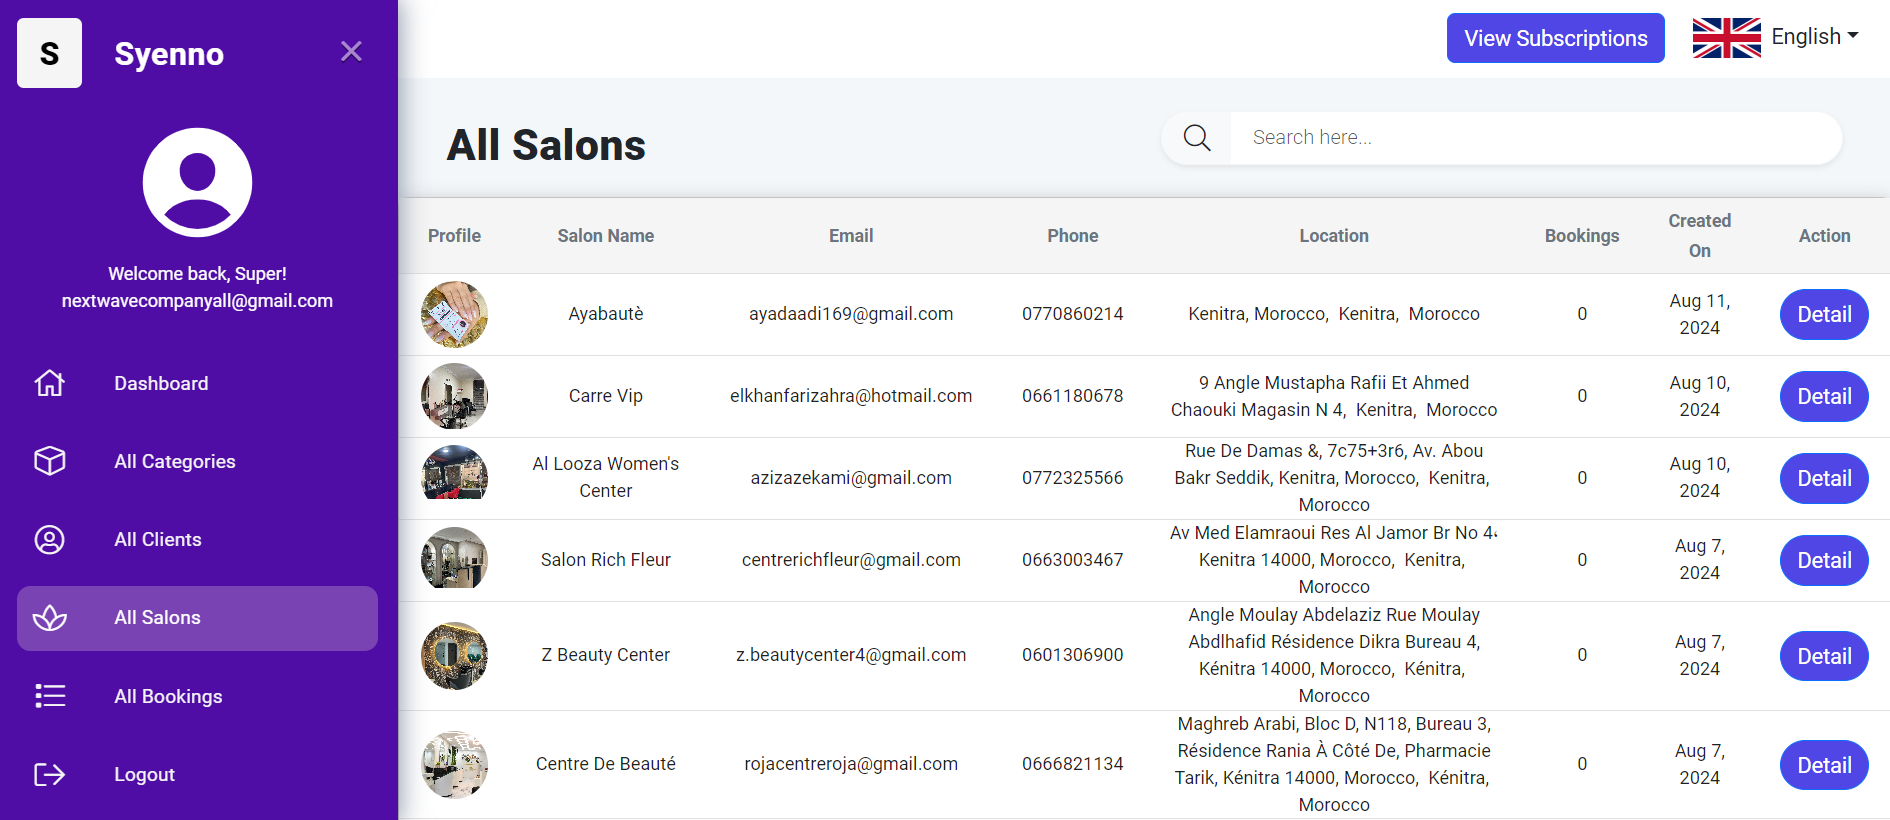 S
Syenno
Welcome back, Super!
nextwavecompanyall@gmail.com
Dashboard
All Categories
All Clients
All Salons
All Bookings
Logout
View Subscriptions
English
All Salons
Search here...
Profile
Salon Name
Email
Phone
Location
Bookings
Created
On
Action
Ayabautè
ayadaadi169@gmail.com
0770860214
Kenitra, Morocco, Kenitra, Morocco
0
Aug 11,
2024
Detail
Carre Vip
elkhanfarizahra@hotmail.com
0661180678
9 Angle Mustapha Rafii Et Ahmed
Chaouki Magasin N 4, Kenitra, Morocco
0
Aug 10,
2024
Detail
Al Looza Women's
Center
azizazekami@gmail.com
0772325566
Rue De Damas &, 7c75+3r6, Av. Abou
Bakr Seddik, Kenitra, Morocco, Kenitra,
Morocco
0
Aug 10,
2024
Detail
Salon Rich Fleur
centrerichfleur@gmail.com
0663003467
Av Med Elamraoui Res Al Jamor Br No
Kenitra 14000, Morocco, Kenitra,
Morocco
0
Aug 7,
2024
Detail
Z Beauty Center
z.beautycenter4@gmail.com
0601306900
Angle Moulay Abdelaziz Rue Moulay
Abdlhafid Résidence Dikra Bureau 4,
Kénitra 14000, Morocco, Kénitra,
Morocco
0
Aug 7,
2024
Detail
Centre De Beauté
rojacentreroja@gmail.com
0666821134
Maghreb Arabi, Bloc D, N118, Bureau 3,
Résidence Rania À Côté De, Pharmacie
Tarik, Kénitra 14000, Morocco, Kénitra,
Morocco
0
Aug 7,
2024
Detail